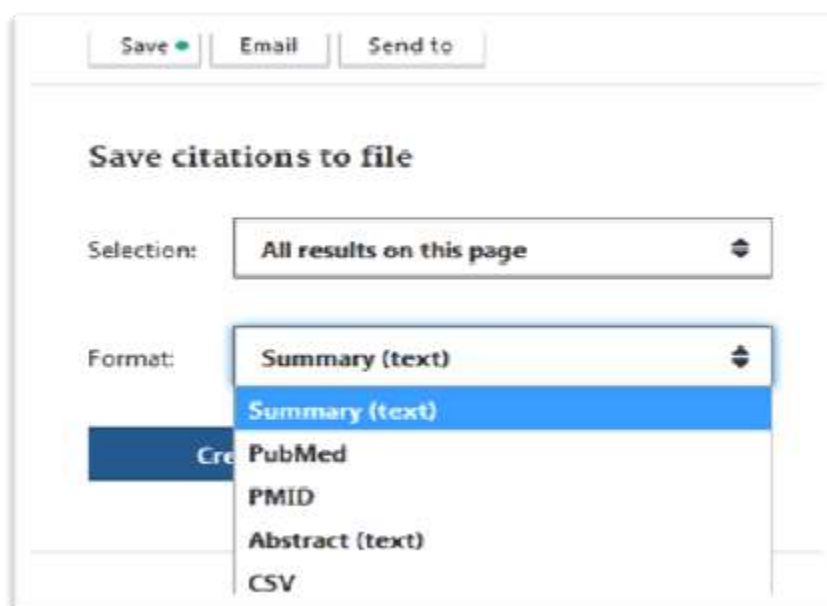 Save Email Send to
Save citations to file
Selection: All results on this page
Format: Summary (text)
Summary (text)
Cre PubMed
PMID
Abstract (text)
CSV